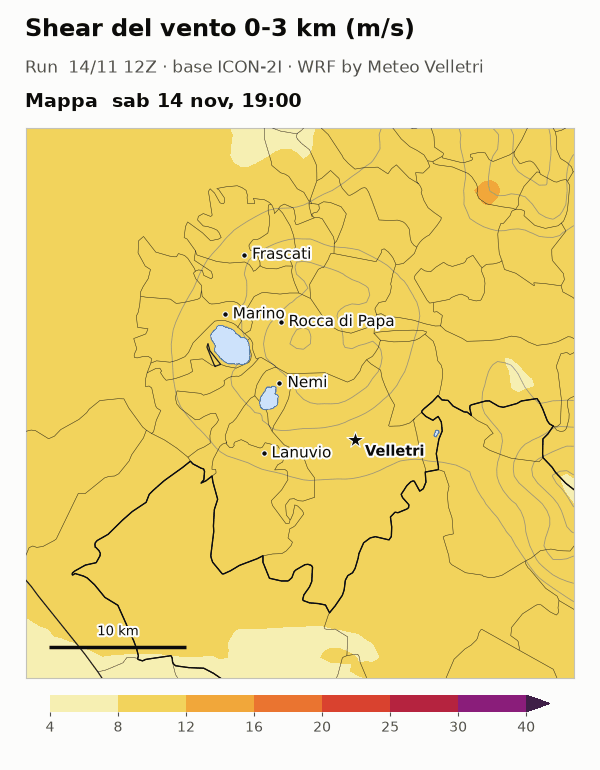 Shear del vento 0-3 km (m/s)
Run  14/11 12Z · base ICON-2I · WRF by Meteo Velletri
Mappa  sab 14 nov, 19:00
Frascati
Marino
Rocca di Papa
Nemi
Velletri
Lanuvio
10 km
4 8 12 16 20 25 30 40